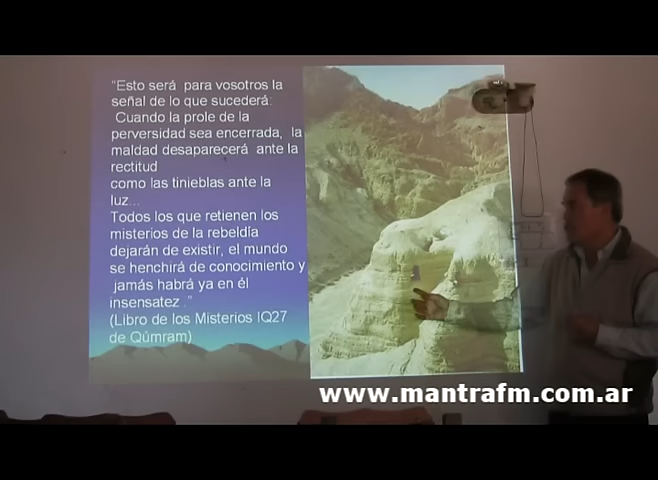 "Esto será para vosotros la
señal de lo que sucederá:
Cuando la prole de la
perversidad sea encerrada, la
maldad desaparecerá ante la
rectitud
como las tinieblas ante la
luz...
Todos los que retienen los
misterios de la rebeldía
dejarán de existir, el mundo
se henchirá de conocimiento y
jamás habrá ya en él
insensatez ."
(Libro de los Misterios IQ27
de Qúmram)
www.mantrafm.com.ar